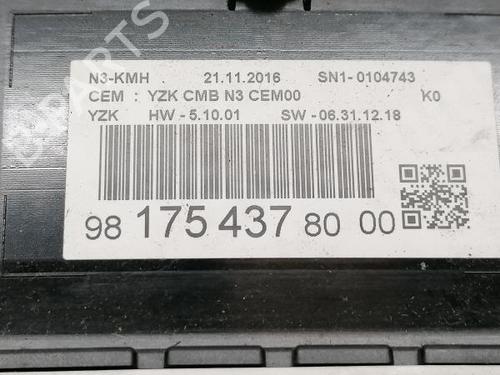 N3-KMH . 21.11.2016 SN1- 0104743
CEM : YZK CMB N3 CEM00 K0
YZK HW - 5.10.01 SW - 06.31.12.18
98 175 437 80 00